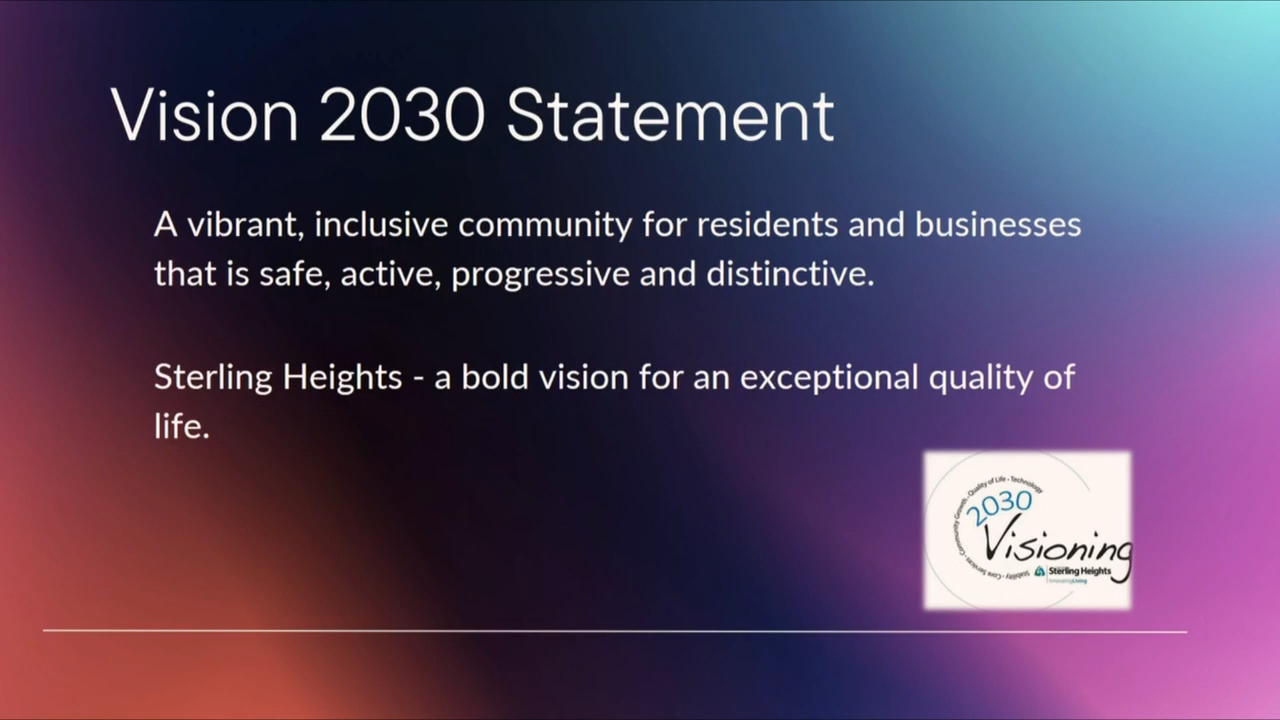 Vision 2030 Statement
A vibrant, inclusive community for residents and businesses
that is safe, active, progressive and distinctive.
Sterling Heights - a bold vision for an exceptional quality of
life.
Stability - Core Services - Community Growth - Quality of Life - Technology
2030
Visioning
Sterling Heights
InnovatingLiving